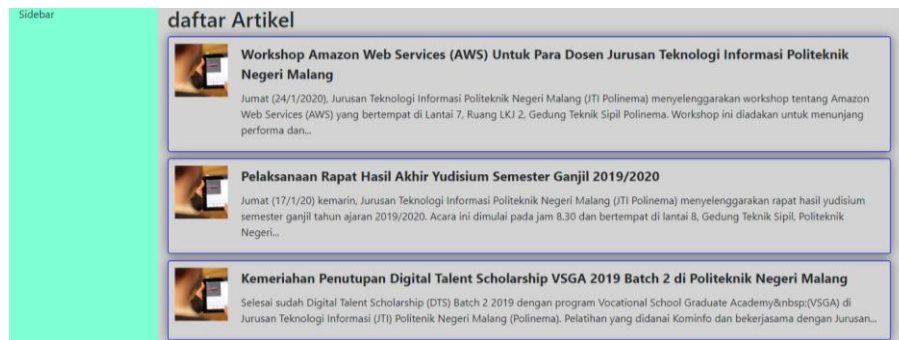 Sidebar
daftar Artikel
Workshop Amazon Web Services (AWS) Untuk Para Dosen Jurusan Teknologi Informasi Politeknik
Negeri Malang
Jumat (24/1/2020), Jurusan Teknologi Informasi Politeknik Negeri Malang (JTI Polinema) menyelenggarakan workshop tentang Amazon
Web Services (AWS) yang bertempat di Lantai 7, Ruang LKJ 2, Gedung Teknik Sipil Polinema. Workshop ini diadakan untuk menunjang
performa dan...
Pelaksanaan Rapat Hasil Akhir Yudisium Semester Ganjil 2019/2020
Jumat (17/1/20) kemarin, Jurusan Teknologi Informasi Politeknik Negeri Malang (JTI Polinema) menyelenggarakan rapat hasil yudisium
semester ganjil tahun ajaran 2019/2020. Acara ini dimulai pada jam 8.30 dan bertempat di lantai 8, Gedung Teknik Sipil, Politeknik
Negeri...
Kemeriahan Penutupan Digital Talent Scholarship VSGA 2019 Batch 2 di Politeknik Negeri Malang
Selesai sudah Digital Talent Scholarship (DTS) Batch 2 2019 dengan program Vocational School Graduate Academy&nbsp;(VSGA) di
Jurusan Teknologi Informasi (JTI) Politenik Negeri Malang (Polinema). Pelatihan yang didanai Kominfo dan bekerjasama dengan Jurusan...